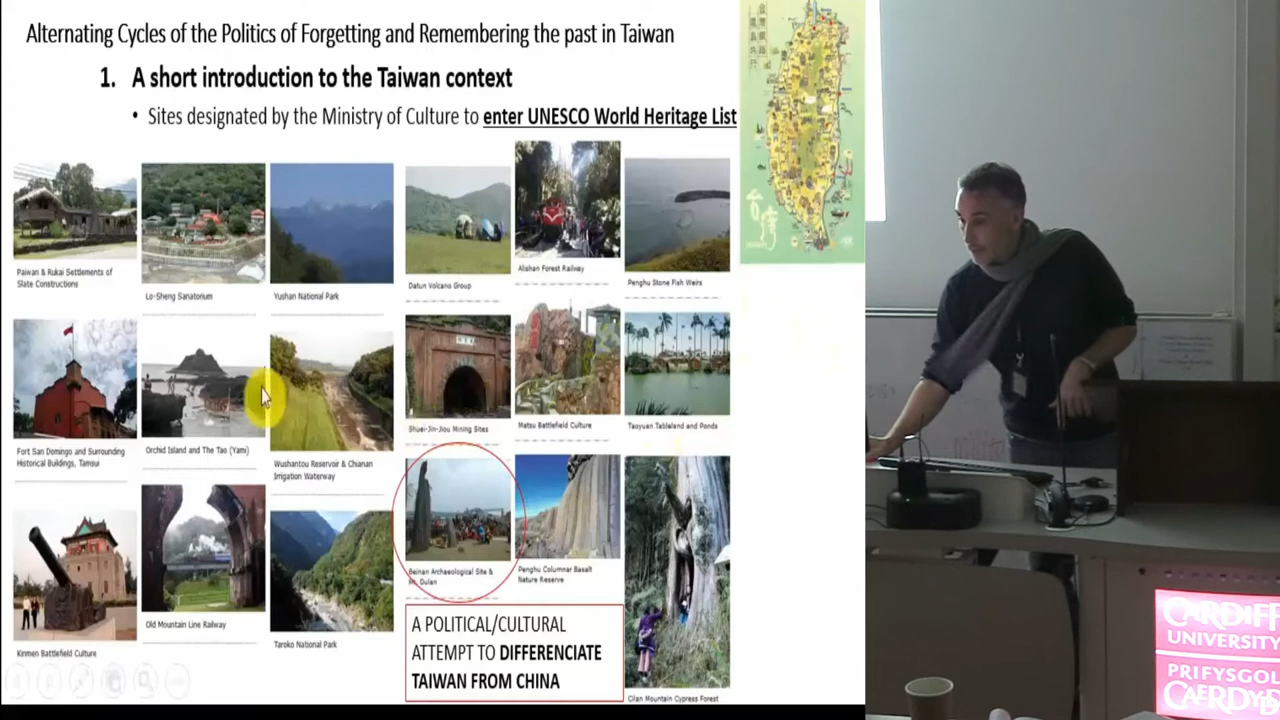 Alternating Cycles of the Politics of Forgetting and Remembering the past in Taiwan
1. A short introduction to the Taiwan context
• Sites designated by the Ministry of Culture to enter UNESCO World Heritage List
Paiwan & Rukai Settlements of
Slate Constructions
Lo-Sheng Sanatorium
Yushan National Park
Datun Volcano Group
Alishan Forest Railway
Penghu Stone Fish Weirs
Fort San Domingo and Surrounding
Historical Buildings, Tamsui
Orchid Island and The Tao (Yami)
Wushantou Reservoir & Chianan
Irrigation Waterway
Shuei-Jin-Jiou Mining Sites
Matsu Battlefield Culture
Taoyuan Tableland and Ponds
Kinmen Battlefield Culture
Old Mountain Line Railway
Taroko National Park
Beinan Archaeological Site &
Mt. Dulan
Penghu Columnar Basalt
Nature Reserve
Cilan Mountain Cypress Forest
A POLITICAL/CULTURAL
ATTEMPT TO DIFFERENCIATE
TAIWAN FROM CHINA
台灣
CARDIFF
UNIVERSITY
PRIFYSGOL
CAERDYD